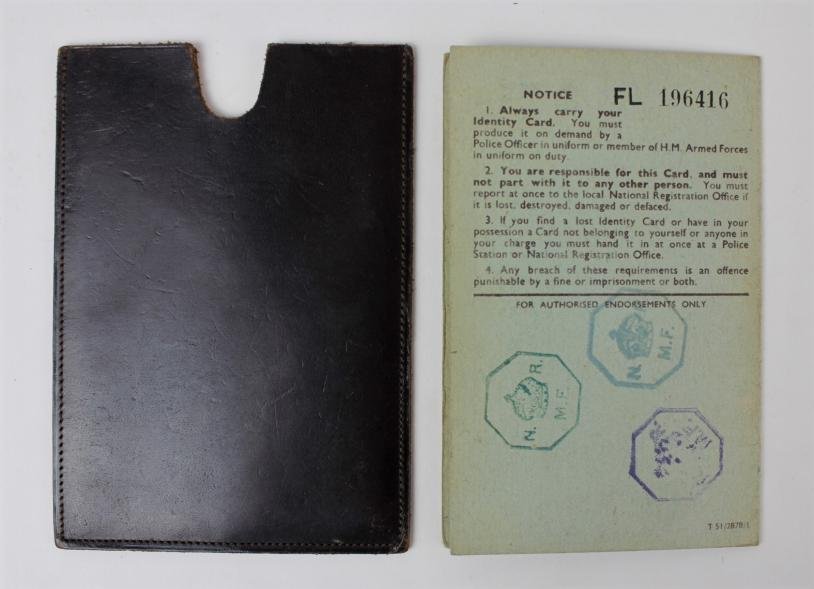 NOTICE FL 196416
1. Always carry your
Identity Card. You must
produce it on demand by a
Police Officer in uniform or member of H.M. Armed Forces
in uniform on duty.
2. You are responsible for this Card, and must
not part with it to any other person. You must
report at once to the local National Registration Office if
it is lost, destroyed, damaged or defaced.
3. If you find a lost Identity Card or have in your
possession a Card not belonging to yourself or anyone in
your charge you must hand it in at once at a Police
Station or National Registration Office.
4. Any breach of these requirements is an offence
punishable by a fine or imprisonment or both.
FOR AUTHORISED ENDORSEMENTS ONLY
N.
M.F.
N. R.
M.F.
T 51/2878/1